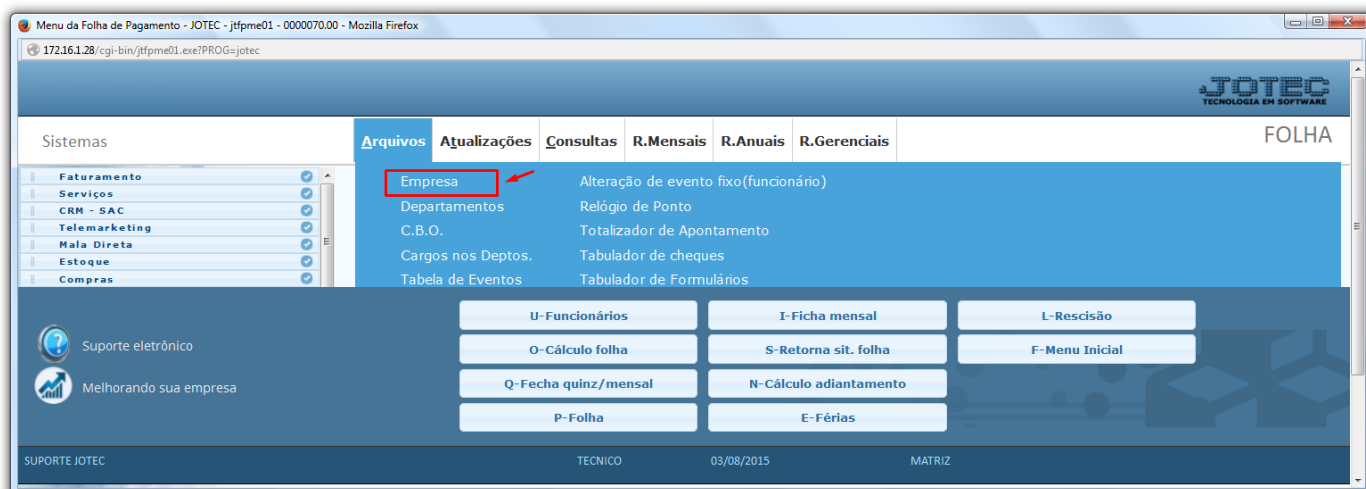 Menu da Folha de Pagamento - JOTEC - jtfpme01 - 0000070.00 - Mozilla Firefox
172.16.1.28/cgi-bin/jtfpme01.exe?PROG=jotec
JOTEC
TECNOLOGIA EM SOFTWARE
Sistemas
Arquivos Atualizações Consultas R.Mensais R.Anuais R.Gerenciais
FOLHA
Faturamento
Serviços
CRM - SAC
Telemarketing
Mala Direta
Estoque
Compras
Empresa Alteração de evento fixo(funcionário)
Departamentos Relógio de Ponto
C.B.O. Totalizador de Apontamento
Cargos nos Deptos. Tabulador de cheques
Tabela de Eventos Tabulador de Formulários
Suporte eletrônico
Melhorando sua empresa
U-Funcionários I-Ficha mensal L-Rescisão
O-Cálculo folha S-Retorna sit. folha F-Menu Inicial
Q-Fecha quinz/mensal N-Cálculo adiantamento
P-Folha E-Férias
SUPORTE JOTEC TECNICO 03/08/2015 MATRIZ